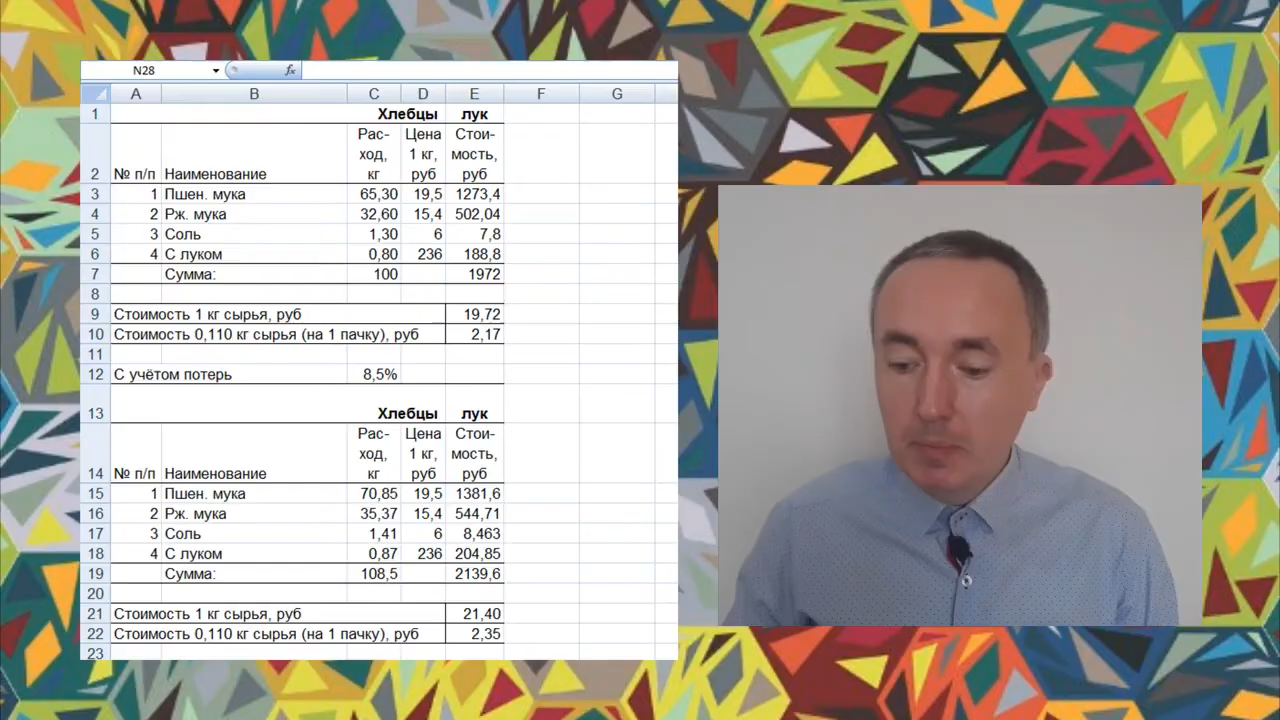 N28 fx
A B C D E F G
1 Хлебцы лук
2 № п/п Наименование Рас-ход, кг Цена 1 кг, руб Стои-мость, руб
3 1 Пшен. мука 65,30 19,5 1273,4
4 2 Рж. мука 32,60 15,4 502,04
5 3 Соль 1,30 6 7,8
6 4 С луком 0,80 236 188,8
7 Сумма: 100 1972
8
9 Стоимость 1 кг сырья, руб 19,72
10 Стоимость 0,110 кг сырья (на 1 пачку), руб 2,17
11
12 С учётом потерь 8,5%
13 Хлебцы лук
14 № п/п Наименование Рас-ход, кг Цена 1 кг, руб Стои-мость, руб
15 1 Пшен. мука 70,85 19,5 1381,6
16 2 Рж. мука 35,37 15,4 544,71
17 3 Соль 1,41 6 8,463
18 4 С луком 0,87 236 204,85
19 Сумма: 108,5 2139,6
20
21 Стоимость 1 кг сырья, руб 21,40
22 Стоимость 0,110 кг сырья (на 1 пачку), руб 2,35
23